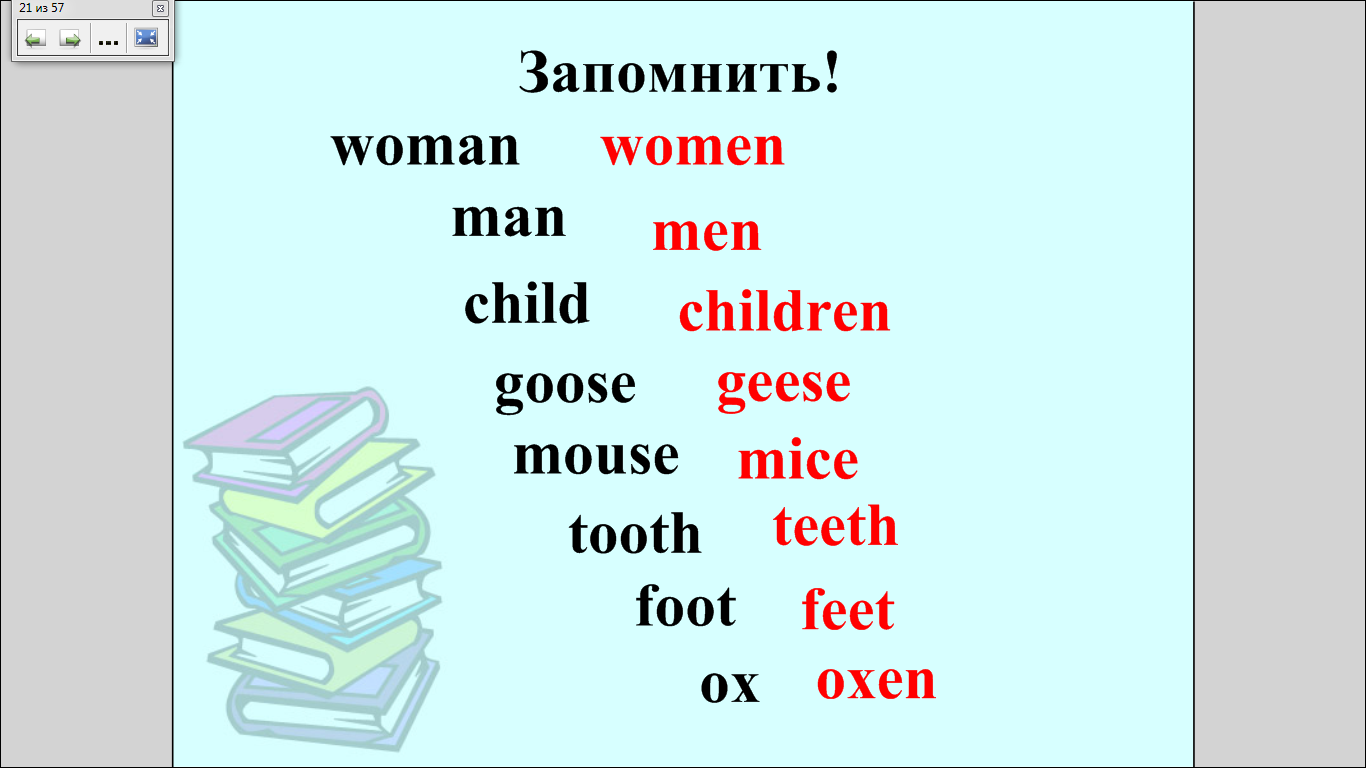 21 из 57
...
Запомнить!
woman women
man men
child children
goose geese
mouse mice
tooth teeth
foot feet
ox oxen